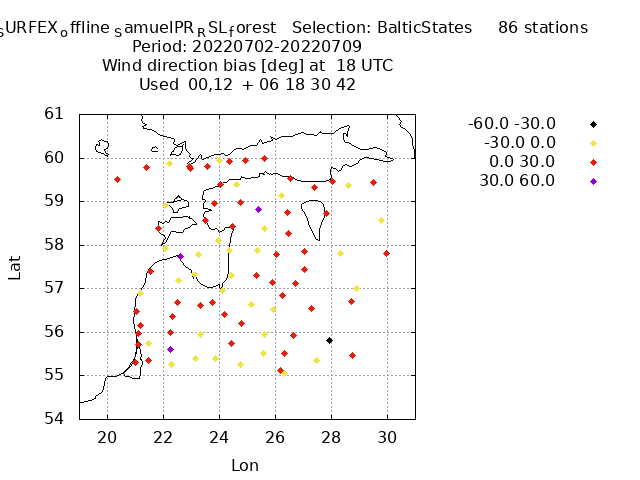 SURFEXoffline SamuelPRRSLforest Selection: BalticStates 86 stations
Period: 20220702-20220709
Wind direction bias [deg] at 18 UTC
Used 00,12 + 06 18 30 42
-60.0 -30.0
-30.0 0.0
0.0 30.0
30.0 60.0
61
60
59
58
57
56
55
54
Lat
20 22 24 26 28 30
Lon